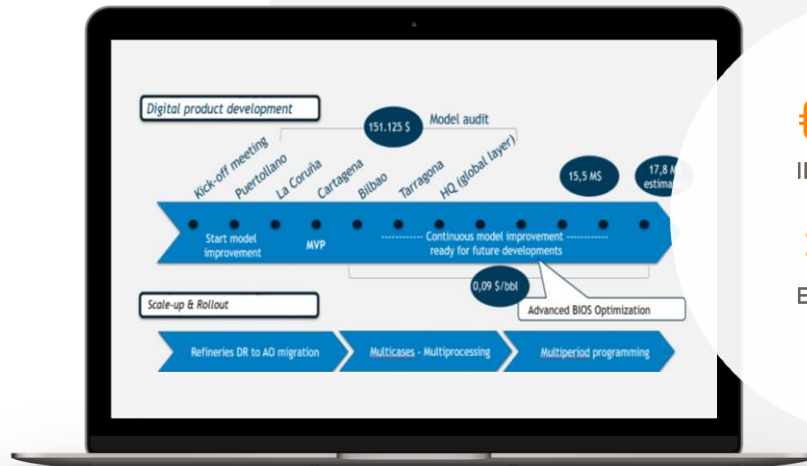 Digital product development
151.125 $
Model audit
Kick-off meeting
Puertollano
La Coruña
Cartagena
Bilbao
Tarragona
HQ (global layer)
15,5 M$
17,8 M
estima
Start model
improvement
MVP
------------ Continuous model improvement -----------
ready for future developments
0,09 $/bbl
Advanced BIOS Optimization
Scale-up & Rollout
Refineries DR to AO migration
Multicases - Multiprocessing
Multiperiod programming